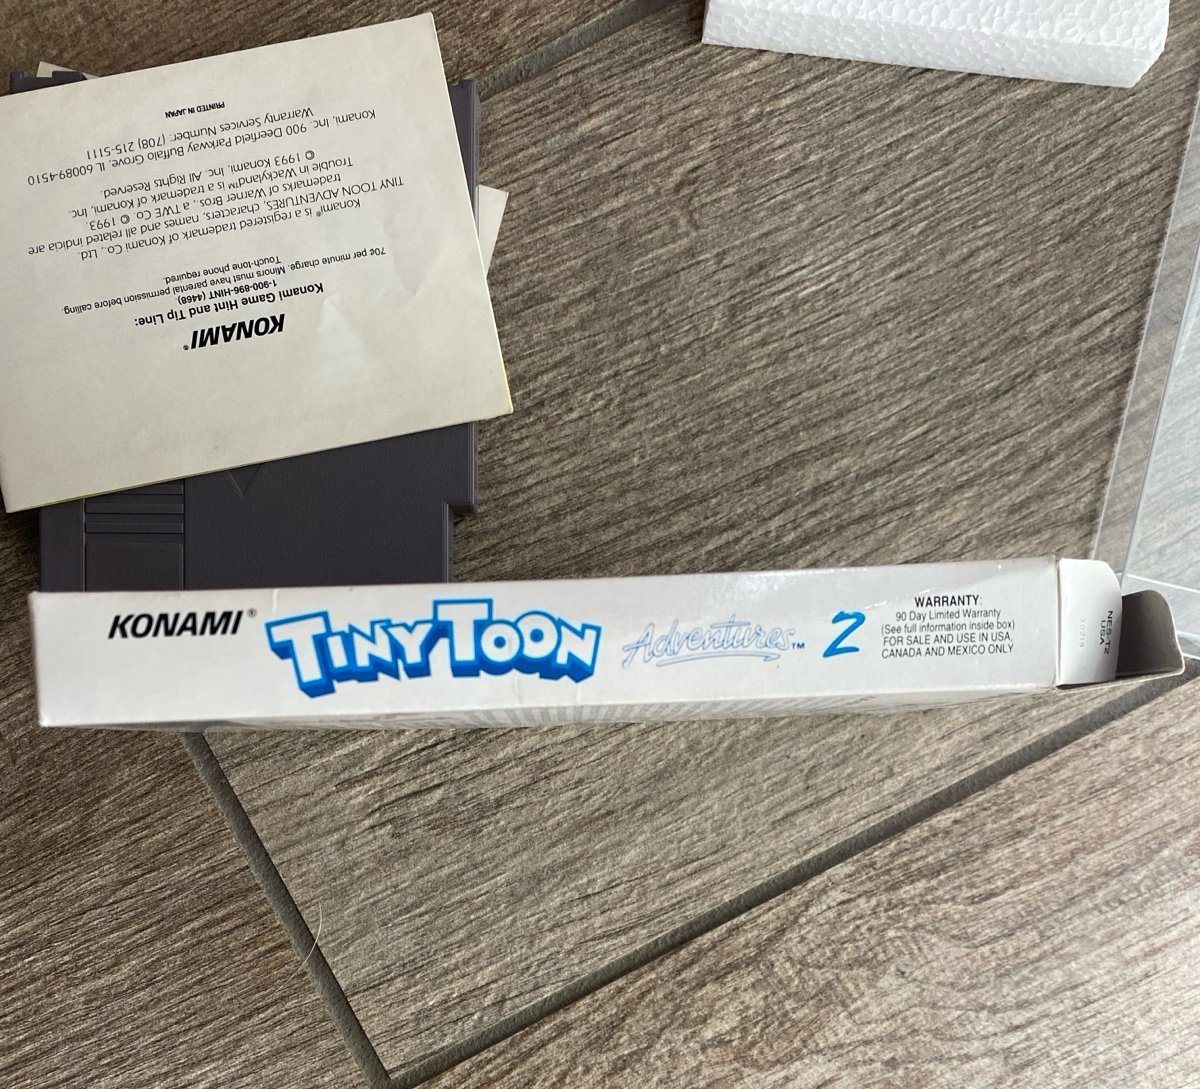 KONAMI®
Konami Game Hint and Tip Line:
1-900-896-HINT (4468).
70¢ per minute charge. Minors must have parental permission before calling.
Touch-tone phone required.
Konami® is a registered trademark of Konami Co., Ltd.
TINY TOON ADVENTURES, characters, names and all related indicia are
trademarks of Warner Bros., a TWE Co. © 1993.
Trouble in Wackyland™ is a trademark of Konami, Inc.
© 1993 Konami, Inc. All Rights Reserved.
Konami, Inc. 900 Deerfield Parkway Buffalo Grove, IL 60089-4510
Warranty Services Number: (708) 215-5111
PRINTED IN JAPAN
KONAMI®
TINY TOON
Adventures™
2
WARRANTY:
90 Day Limited Warranty
(See full information inside box)
FOR SALE AND USE IN USA,
CANADA AND MEXICO ONLY
NES-T2
USA